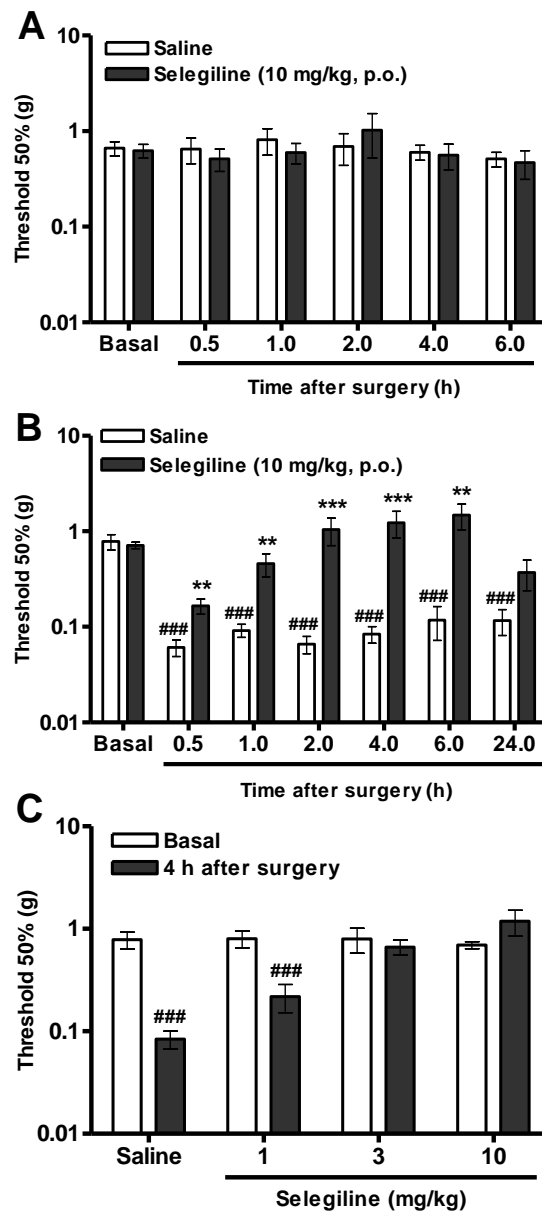 A
10
Saline
Selegiline (10 mg/kg, p.o.)
1
0.1
0.01
Threshold 50% (g)
Basal 0.5 1.0 2.0 4.0 6.0
Time after surgery (h)
B
10
Saline
Selegiline (10 mg/kg, p.o.)
1
0.1
0.01
Threshold 50% (g)
** ** *** *** **
### ### ### ### ### ###
Basal 0.5 1.0 2.0 4.0 6.0 24.0
Time after surgery (h)
C
10
Basal
4 h after surgery
1
0.1
0.01
Threshold 50% (g)
### ###
Saline 1 3 10
Selegiline (mg/kg)